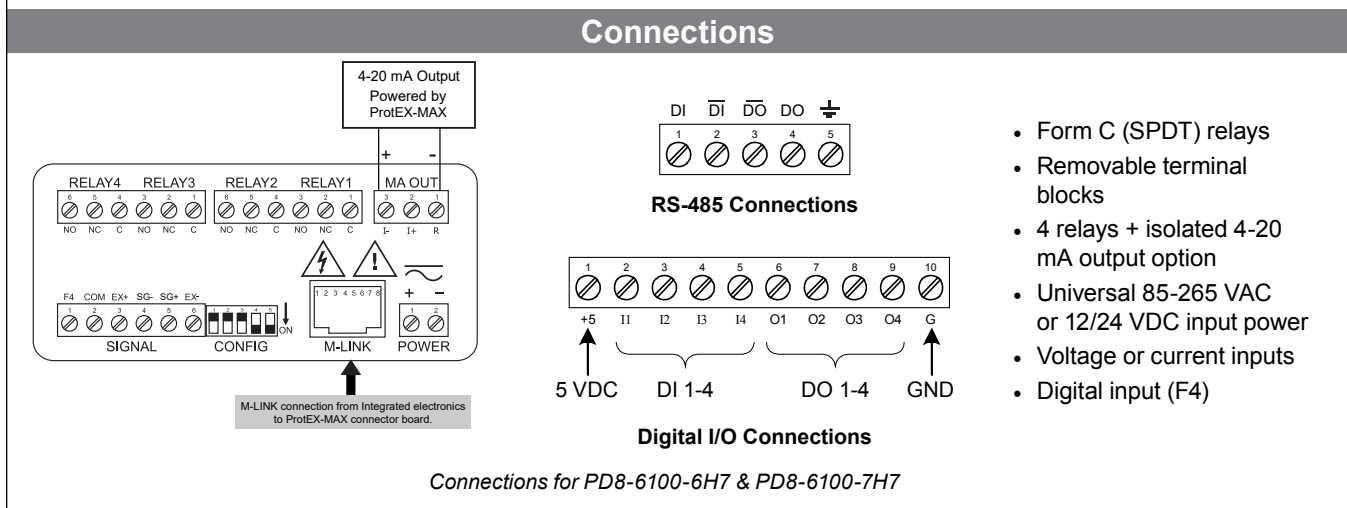 Connections
4-20 mA Output
Powered by
ProtEX-MAX
+ -
RELAY4 RELAY3 RELAY2 RELAY1 MA OUT
6 5 4 3 2 1 6 5 4 3 2 1 3 2 1
NO NC C NO NC C NO NC C NO NC C I- I+ R
F4 COM EX+ SG- SG+ EX-
1 2 3 4 5 6
SIGNAL
1 2 3 4 5
ON
CONFIG
1 2 3 4 5 6 7 8
M-LINK
+ -
1 2
POWER
M-LINK connection from Integrated electronics
to ProtEX-MAX connector board.
DI D̅I̅ D̅O̅ DO
1 2 3 4 5
RS-485 Connections
1 2 3 4 5 6 7 8 9 10
+5 I1 I2 I3 I4 O1 O2 O3 O4 G
5 VDC DI 1-4 DO 1-4 GND
Digital I/O Connections
• Form C (SPDT) relays
• Removable terminal
blocks
• 4 relays + isolated 4-20
mA output option
• Universal 85-265 VAC
or 12/24 VDC input power
• Voltage or current inputs
• Digital input (F4)
Connections for PD8-6100-6H7 & PD8-6100-7H7